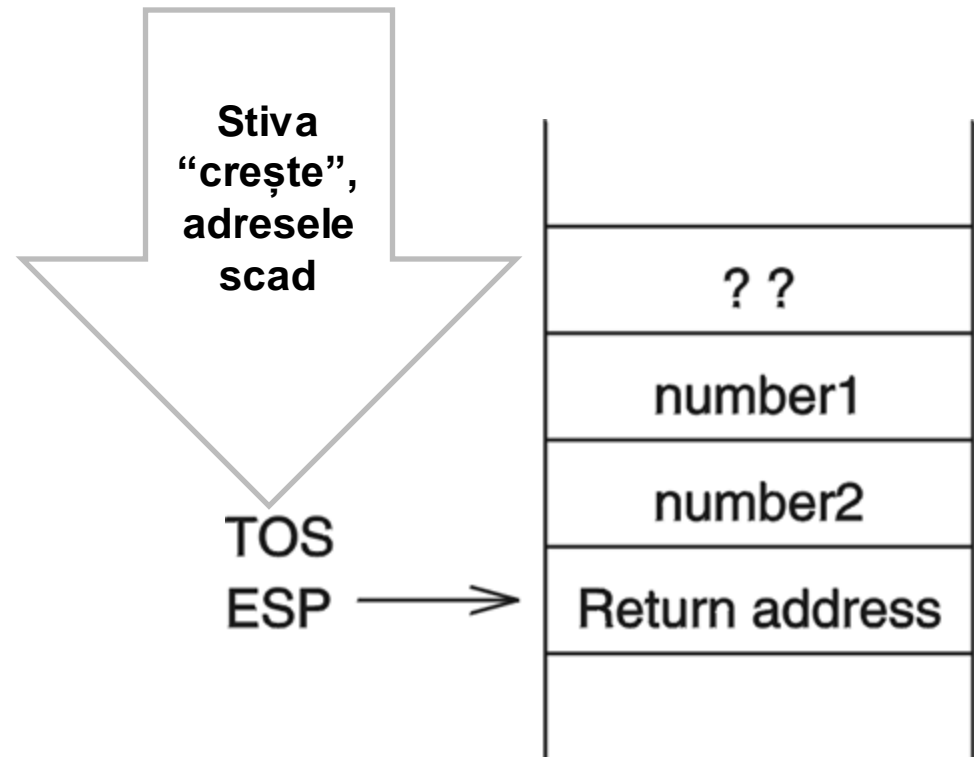 Stiva
“crește”,
adresele
scad
? ?
number1
number2
TOS
ESP
Return address